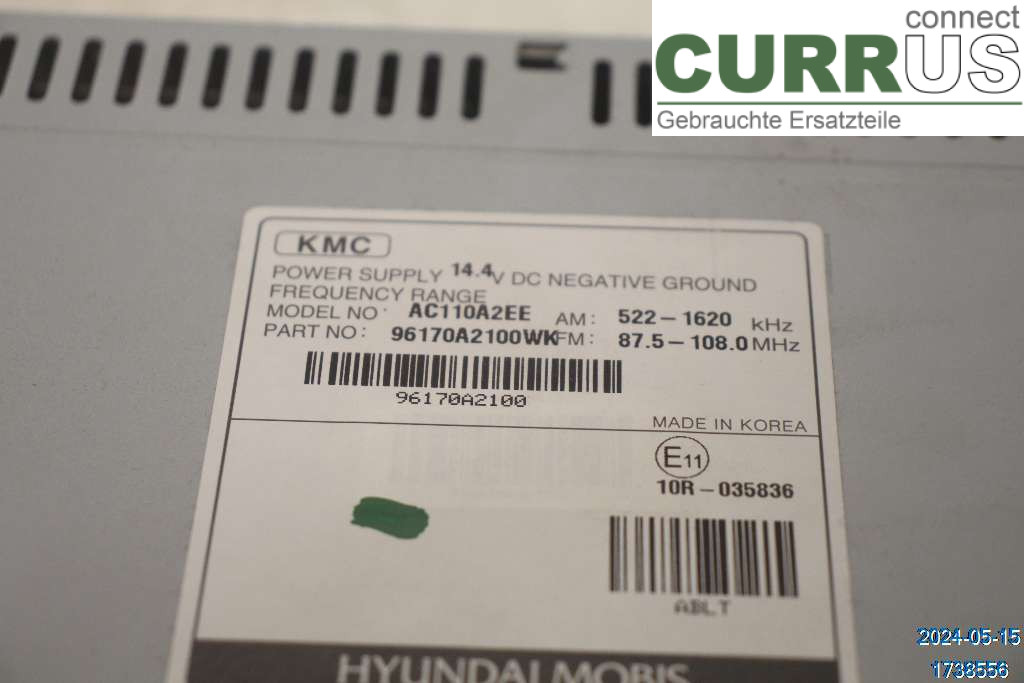 connect
CURRUS
Gebrauchte Ersatzteile
KMC
POWER SUPPLY 14.4V DC NEGATIVE GROUND
FREQUENCY RANGE
MODEL NO: AC110A2EE AM: 522-1620 kHz
PART NO: 96170A2100WK FM: 87.5-108.0 MHz
96170A2100
MADE IN KOREA
E11
10R-035836
ABLT
HYUNDAI MOBIS
2024-05-15
1738556